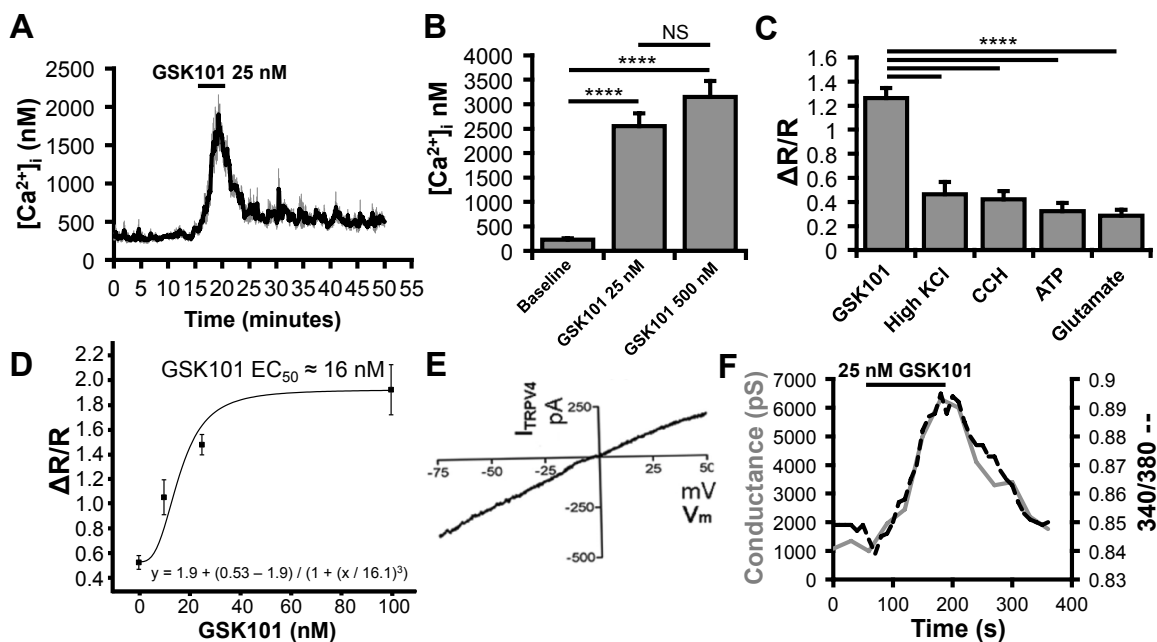 A
GSK101 25 nM
[Ca²⁺]ᵢ (nM)
2500
2000
1500
1000
500
0
0 5 10 15 20 25 30 35 40 45 50 55
Time (minutes)
B
NS
****
****
[Ca²⁺]ᵢ nM
4000
3500
3000
2500
2000
1500
1000
500
0
Baseline
GSK101 25 nM
GSK101 500 nM
C
****
ΔR/R
1.6
1.4
1.2
1
0.8
0.6
0.4
0.2
0
GSK101
High KCl
CCH
ATP
Glutamate
D
GSK101 EC₅₀ ≈ 16 nM
ΔR/R
2.2
2.0
1.8
1.6
1.4
1.2
1.0
0.8
0.6
0.4
y = 1.9 + (0.53 – 1.9) / (1 + (x / 16.1)³)
0 20 40 60 80 100
GSK101 (nM)
E
I_TRPV4
pA
250
-75 -50 -25 25 50
mV
Vm
-250
-500
F
25 nM GSK101
Conductance (pS)
7000
6000
5000
4000
3000
2000
1000
0
0.9
0.89
0.88
0.87
0.86
0.85
0.84
0.83
340/380 --
0 100 200 300 400
Time (s)